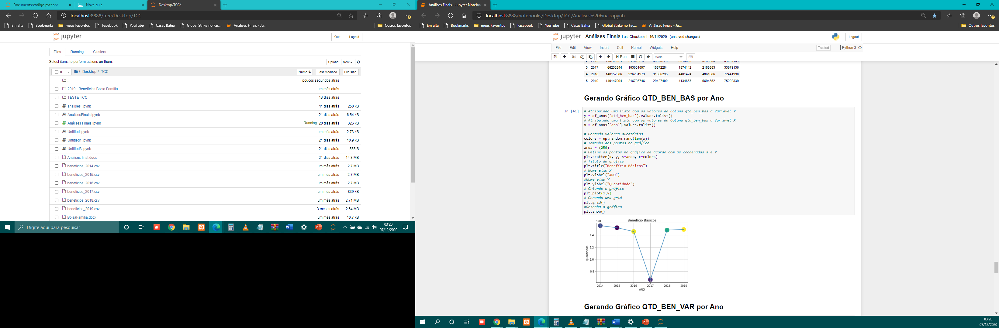 Documents/codigo python/
Nova guia
Desktop/TCC/
localhost:8888/tree/Desktop/TCC
Em alta
Bookmarks
meus Favoritos
Facebook
YouTube
Casas Bahia
Global Strike no Fac...
Análises Finais - Ju...
Outros favoritos
jupyter
Quit
Logout
Files
Running
Clusters
Select items to perform actions on them.
Upload
New
0
/ Desktop / TCC
Name
Last Modified
File size
.. poucos segundos atrás
2019 - Benefícios Bolsa Família um mês atrás
TESTE TCC 13 dias atrás
analises .ipynb 11 dias atrás 250 kB
AnalisesFinais.ipynb 21 dias atrás 6.54 kB
Análises Finais.ipynb Running 20 dias atrás 326 kB
Untitled.ipynb um mês atrás 2.73 kB
Untitled1.ipynb 21 dias atrás 10.9 kB
Untitled3.ipynb 21 dias atrás 555 B
Análises final.docx 21 dias atrás 14.3 MB
beneficios_2014.csv um mês atrás 2.7 MB
beneficios_2015.csv um mês atrás 2.7 MB
beneficios_2016.csv um mês atrás 2.7 MB
beneficios_2017.csv um mês atrás 839 kB
beneficios_2018.csv um mês atrás 2.71 MB
beneficios_2019.csv 3 meses atrás 2.64 MB
BolsaFamilia.docx um mês atrás 16.7 kB
Digite aqui para pesquisar
03:20
07/12/2020
Análises Finais - Jupyter Notebo
localhost:8888/notebooks/Desktop/TCC/Análises%20Finais.ipynb
Em alta
Bookmarks
meus Favoritos
Facebook
YouTube
Casas Bahia
Global Strike no Fac...
Análises Finais - Ju...
Outros favoritos
jupyter Análises Finais Last Checkpoint: 16/11/2020 (unsaved changes)
Logout
File Edit View Insert Cell Kernel Widgets Help
Trusted
Python 3
Run
Code
3 2017 66232844 103001097 15572284 1574142 2185883 33679136
4 2018 148152586 226261973 31866295 4401424 4861686 72441990
5 2019 149147994 216798746 29427400 4134667 5694852 75292839
Gerando Gráfico QTD_BEN_BAS por Ano
In [41]:
# Atribuindo uma lista com os valores da Coluna qtd_ben_bas a Variável Y
y = df_anos['qtd_ben_bas'].values.tolist()
# Atribuindo uma lista com os valores da Coluna qtd_ben_bas a Variável X
x = df_anos['ano'].values.tolist()
# Gerando valores aleatórios
colors = np.random.rand(len(x))
# Tamanho dos pontos no gráfico
area = (250)
# Define os pontos no gráfico de acordo com as coodenadas X e Y
plt.scatter(x, y, s=area, c=colors)
# Título da gráfico
plt.title("Benefício Básicos")
# Nome eixo X
plt.xlabel("ANO")
#Nome eixo Y
plt.ylabel("Quantidade")
# Criando o gráfico
plt.plot(x,y)
# Gerando uma grid
plt.grid()
#Desenha o gráfico
plt.show()
1e8
Benefício Básicos
1.4
1.2
1.0
0.8
Quantidade
2014 2015 2016 2017 2018 2019
ANO
Gerando Gráfico QTD_BEN_VAR por Ano
03:20
07/12/2020